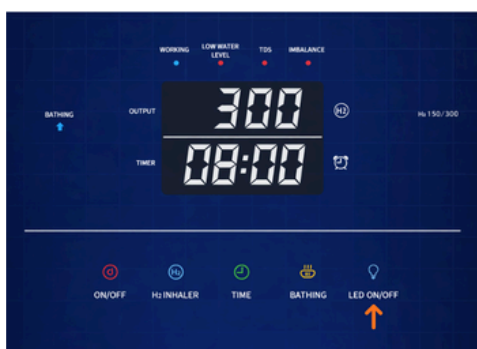 WORKING LOW WATER LEVEL TDS IMBALANCE
BATHING
OUTPUT 300 H2
H₂ 150/300
TIMER 08:00
ON/OFF H₂ INHALER TIME BATHING LED ON/OFF